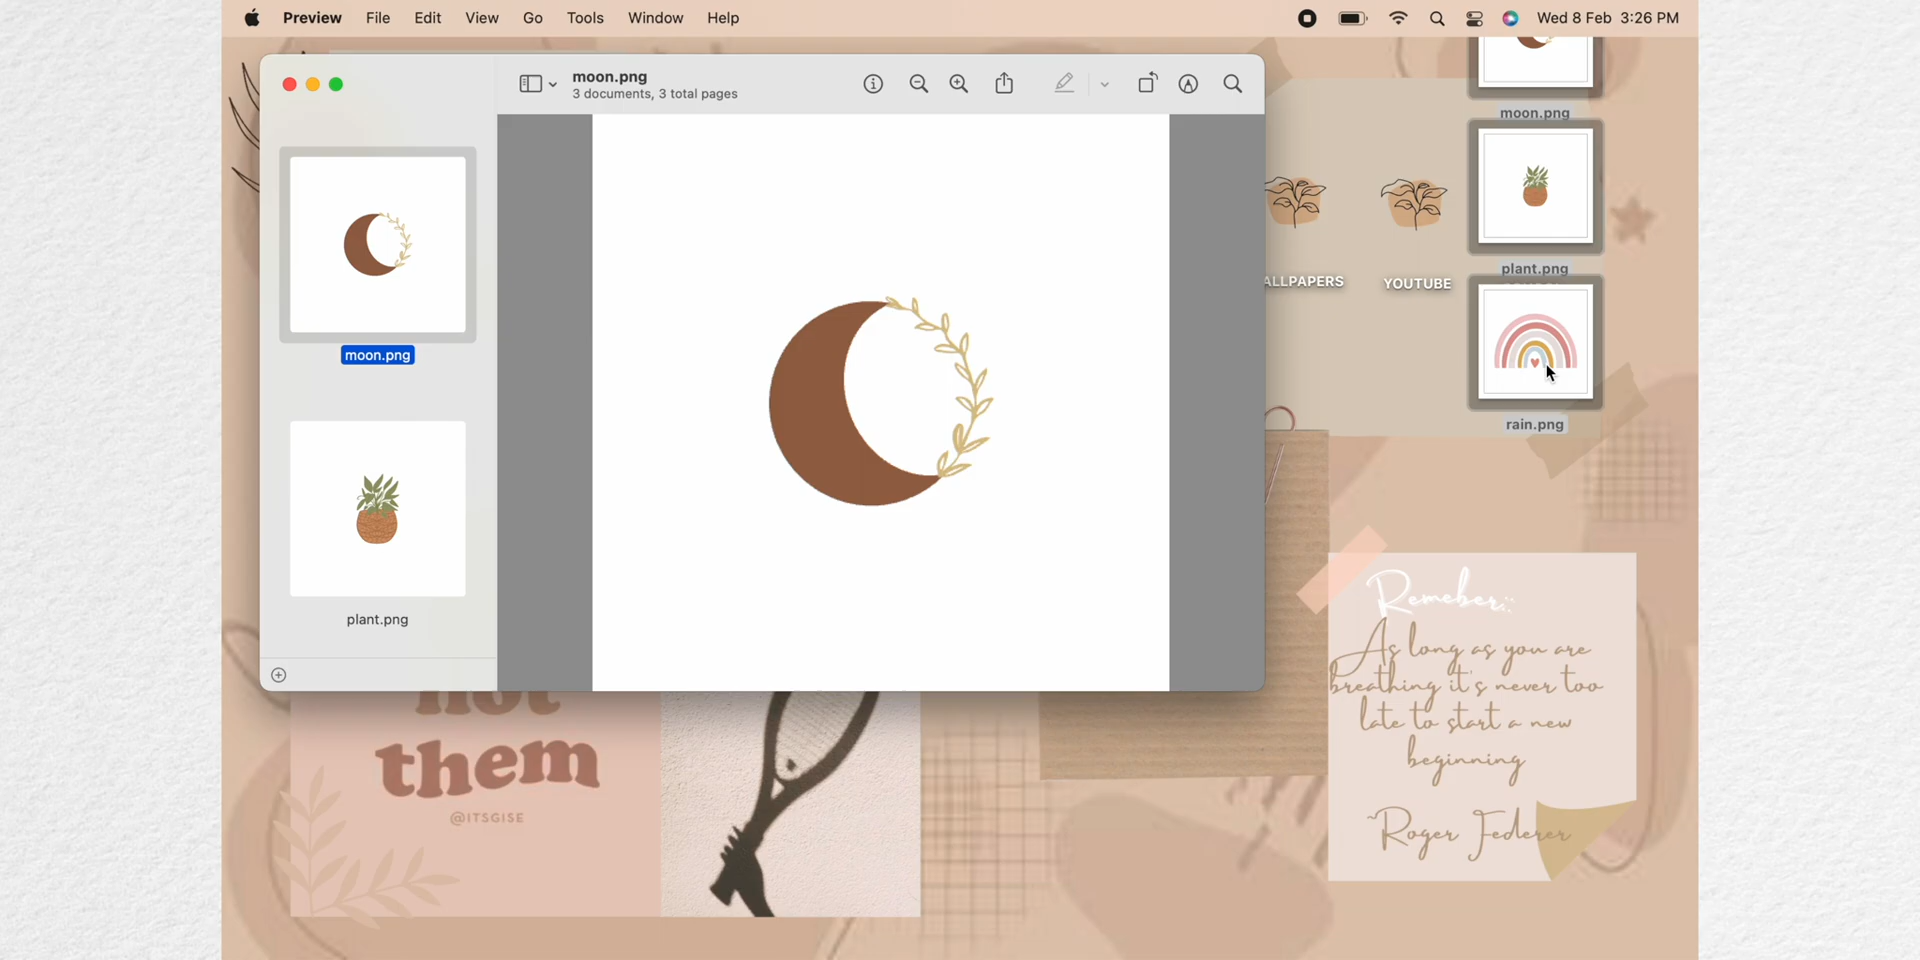 Preview File Edit View Go Tools Window Help
Wed 8 Feb 3:26 PM
moon.png
3 documents, 3 total pages
moon.png
plant.png
moon.png
plant.png
rain.png
ALLPAPERS
YOUTUBE
not
them
@ITSGISE
Remeber:
As long as you are
breathing it's never too
late to start a new
beginning
~Roger Federer